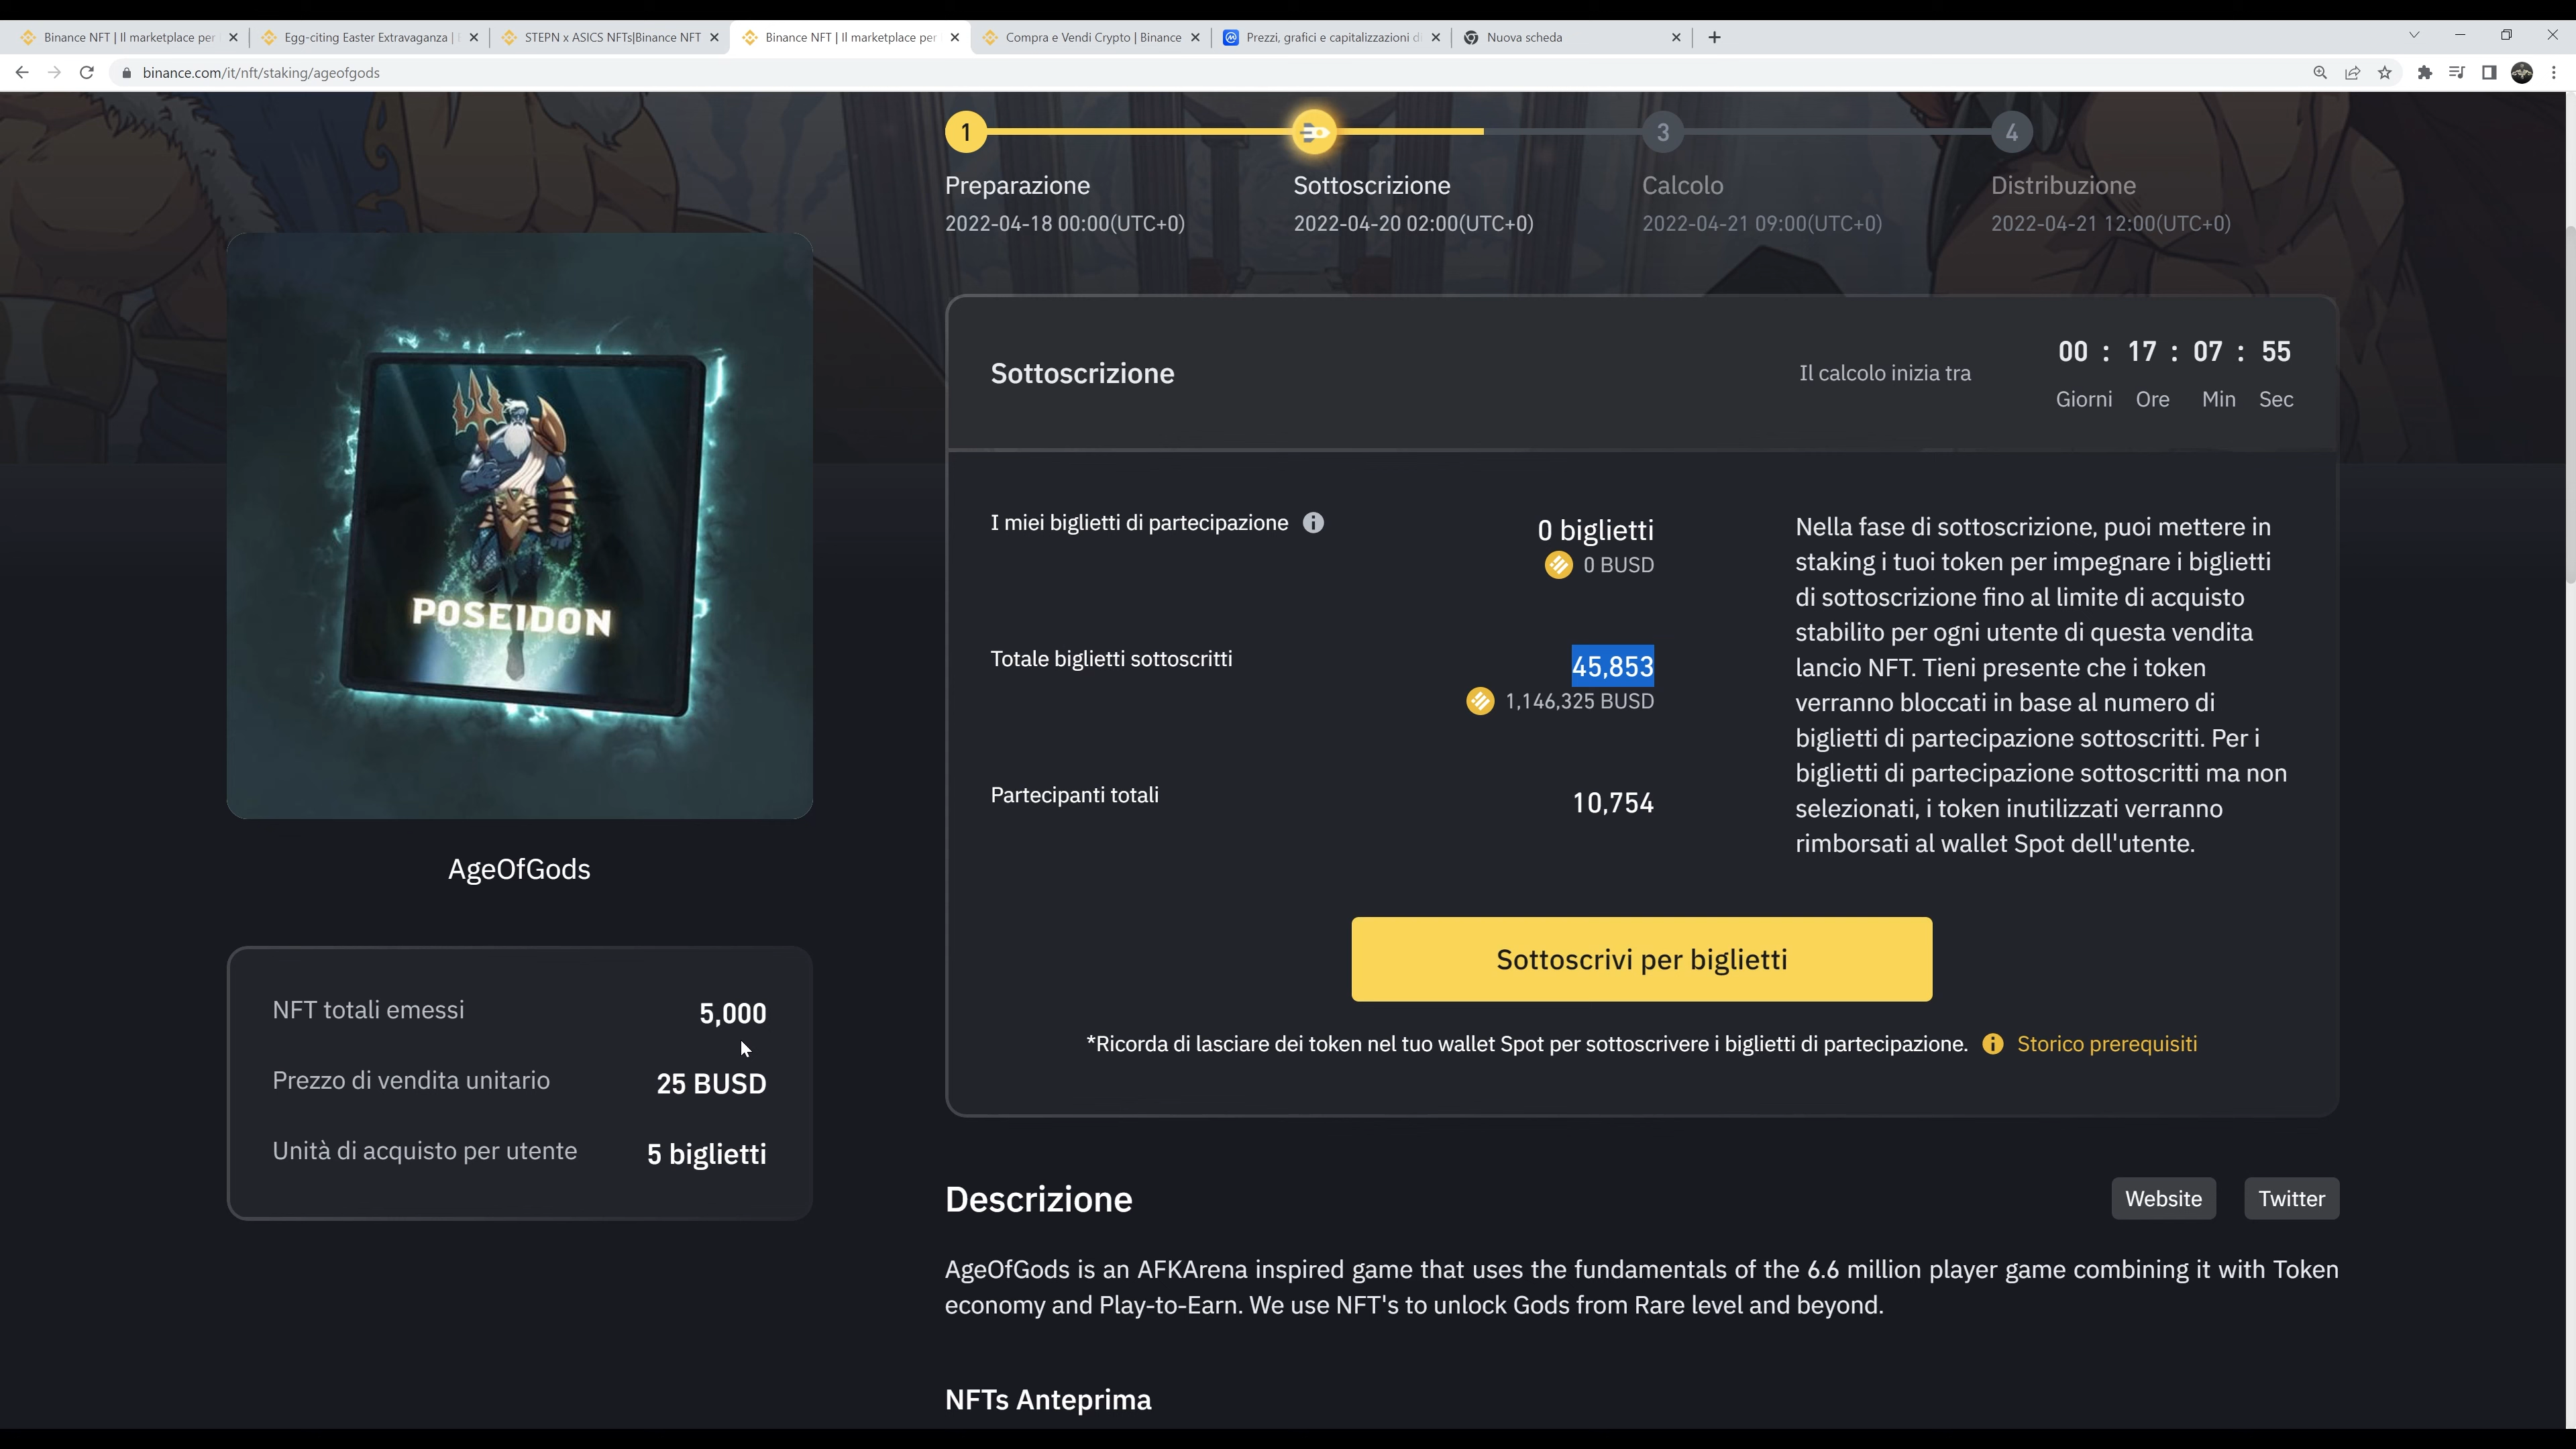 Binance NFT | Il marketplace per
Egg-citing Easter Extravaganza |
STEPN x ASICS NFTs|Binance NFT
Binance NFT | Il marketplace per
Compra e Vendi Crypto | Binance
Prezzi, grafici e capitalizzazioni di
Nuova scheda
binance.com/it/nft/staking/ageofgods
1
3
4
Preparazione
Sottoscrizione
Calcolo
Distribuzione
2022-04-18 00:00(UTC+0)
2022-04-20 02:00(UTC+0)
2022-04-21 09:00(UTC+0)
2022-04-21 12:00(UTC+0)
POSEIDON
AgeOfGods
NFT totali emessi
5,000
Prezzo di vendita unitario
25 BUSD
Unità di acquisto per utente
5 biglietti
Sottoscrizione
Il calcolo inizia tra
00 : 17 : 07 : 55
Giorni Ore Min Sec
I miei biglietti di partecipazione
0 biglietti
0 BUSD
Totale biglietti sottoscritti
45,853
1,146,325 BUSD
Partecipanti totali
10,754
Nella fase di sottoscrizione, puoi mettere in
staking i tuoi token per impegnare i biglietti
di sottoscrizione fino al limite di acquisto
stabilito per ogni utente di questa vendita
lancio NFT. Tieni presente che i token
verranno bloccati in base al numero di
biglietti di partecipazione sottoscritti. Per i
biglietti di partecipazione sottoscritti ma non
selezionati, i token inutilizzati verranno
rimborsati al wallet Spot dell'utente.
Sottoscrivi per biglietti
*Ricorda di lasciare dei token nel tuo wallet Spot per sottoscrivere i biglietti di partecipazione.
Storico prerequisiti
Descrizione
Website
Twitter
AgeOfGods is an AFKArena inspired game that uses the fundamentals of the 6.6 million player game combining it with Token
economy and Play-to-Earn. We use NFT's to unlock Gods from Rare level and beyond.
NFTs Anteprima